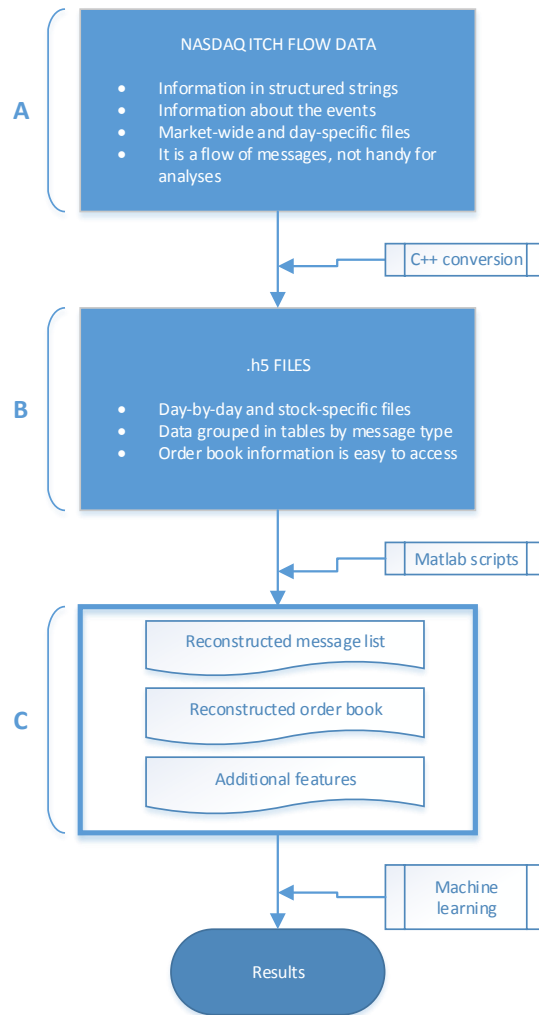 A
NASDAQ ITCH FLOW DATA
• Information in structured strings
• Information about the events
• Market-wide and day-specific files
• It is a flow of messages, not handy for
analyses
C++ conversion
B
.h5 FILES
• Day-by-day and stock-specific files
• Data grouped in tables by message type
• Order book information is easy to access
Matlab scripts
C
Reconstructed message list
Reconstructed order book
Additional features
Machine
learning
Results